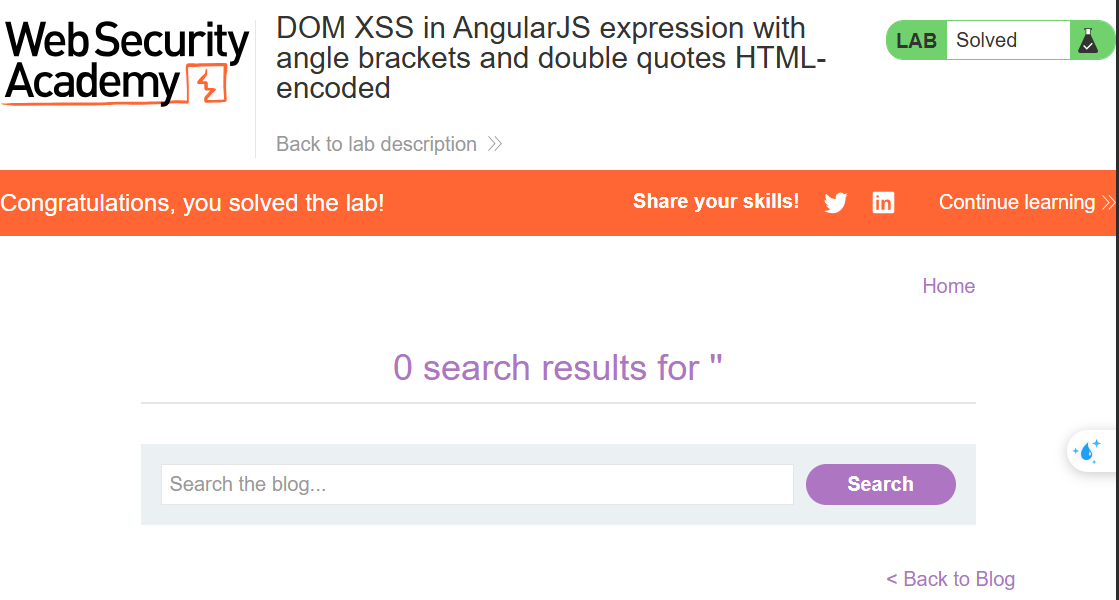 Web Security
Academy
DOM XSS in AngularJS expression with
angle brackets and double quotes HTML-
encoded
Back to lab description
LAB Solved
Congratulations, you solved the lab!
Share your skills!
in
Continue learning
Home
0 search results for "
Search the blog...
Search
< Back to Blog